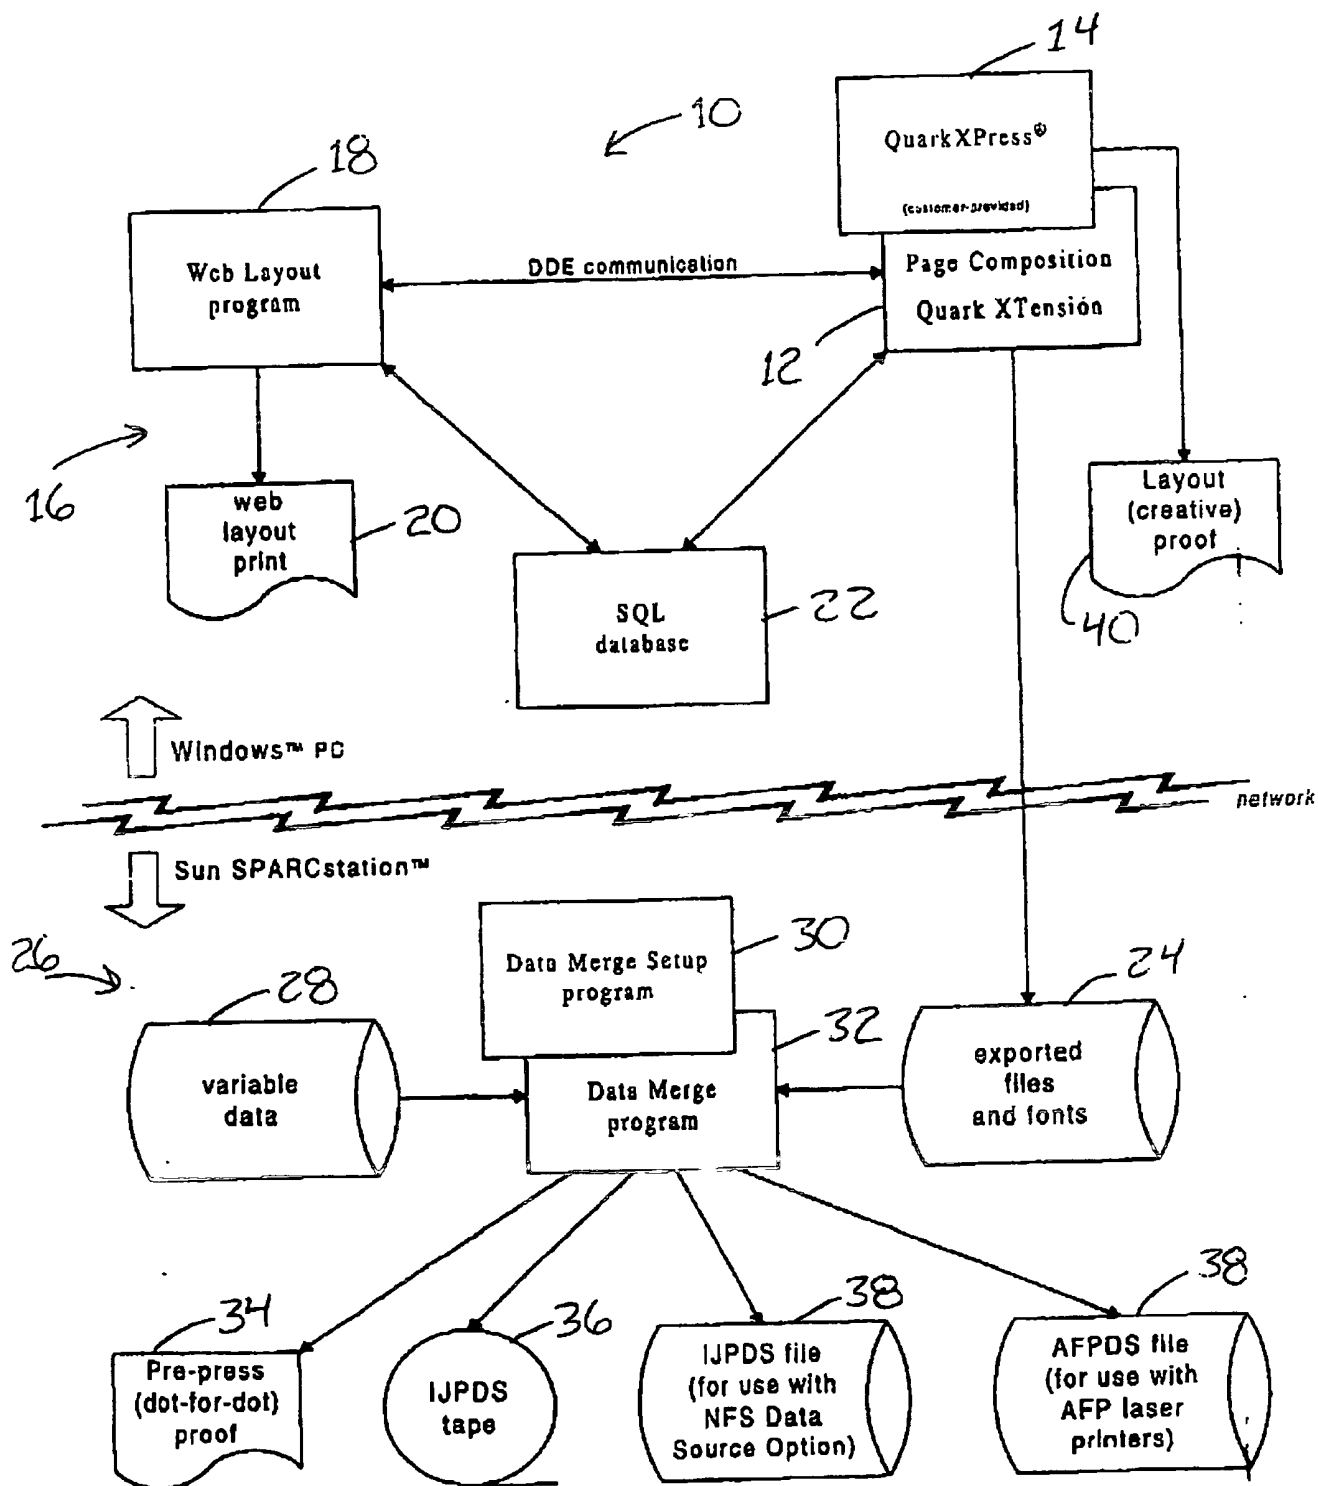 14
10
QuarkXPress®
18
(customer-provided)
Web Layout
program
DDE communication
Page Composition
Quark XTension
12
16
web
layout
print
20
Layout
(creative)
proof
40
SQL
database
22
Windows™ PC
network
Sun SPARCstation™
26
30
Data Merge Setup
program
24
28
32
variable
data
Data Merge
program
exported
files
and fonts
34
36
38
38
Pre-press
(dot-for-dot)
proof
IJPDS
tape
IJPDS file
(for use with
NFS Data
Source Option)
AFPDS file
(for use with
AFP laser
printers)